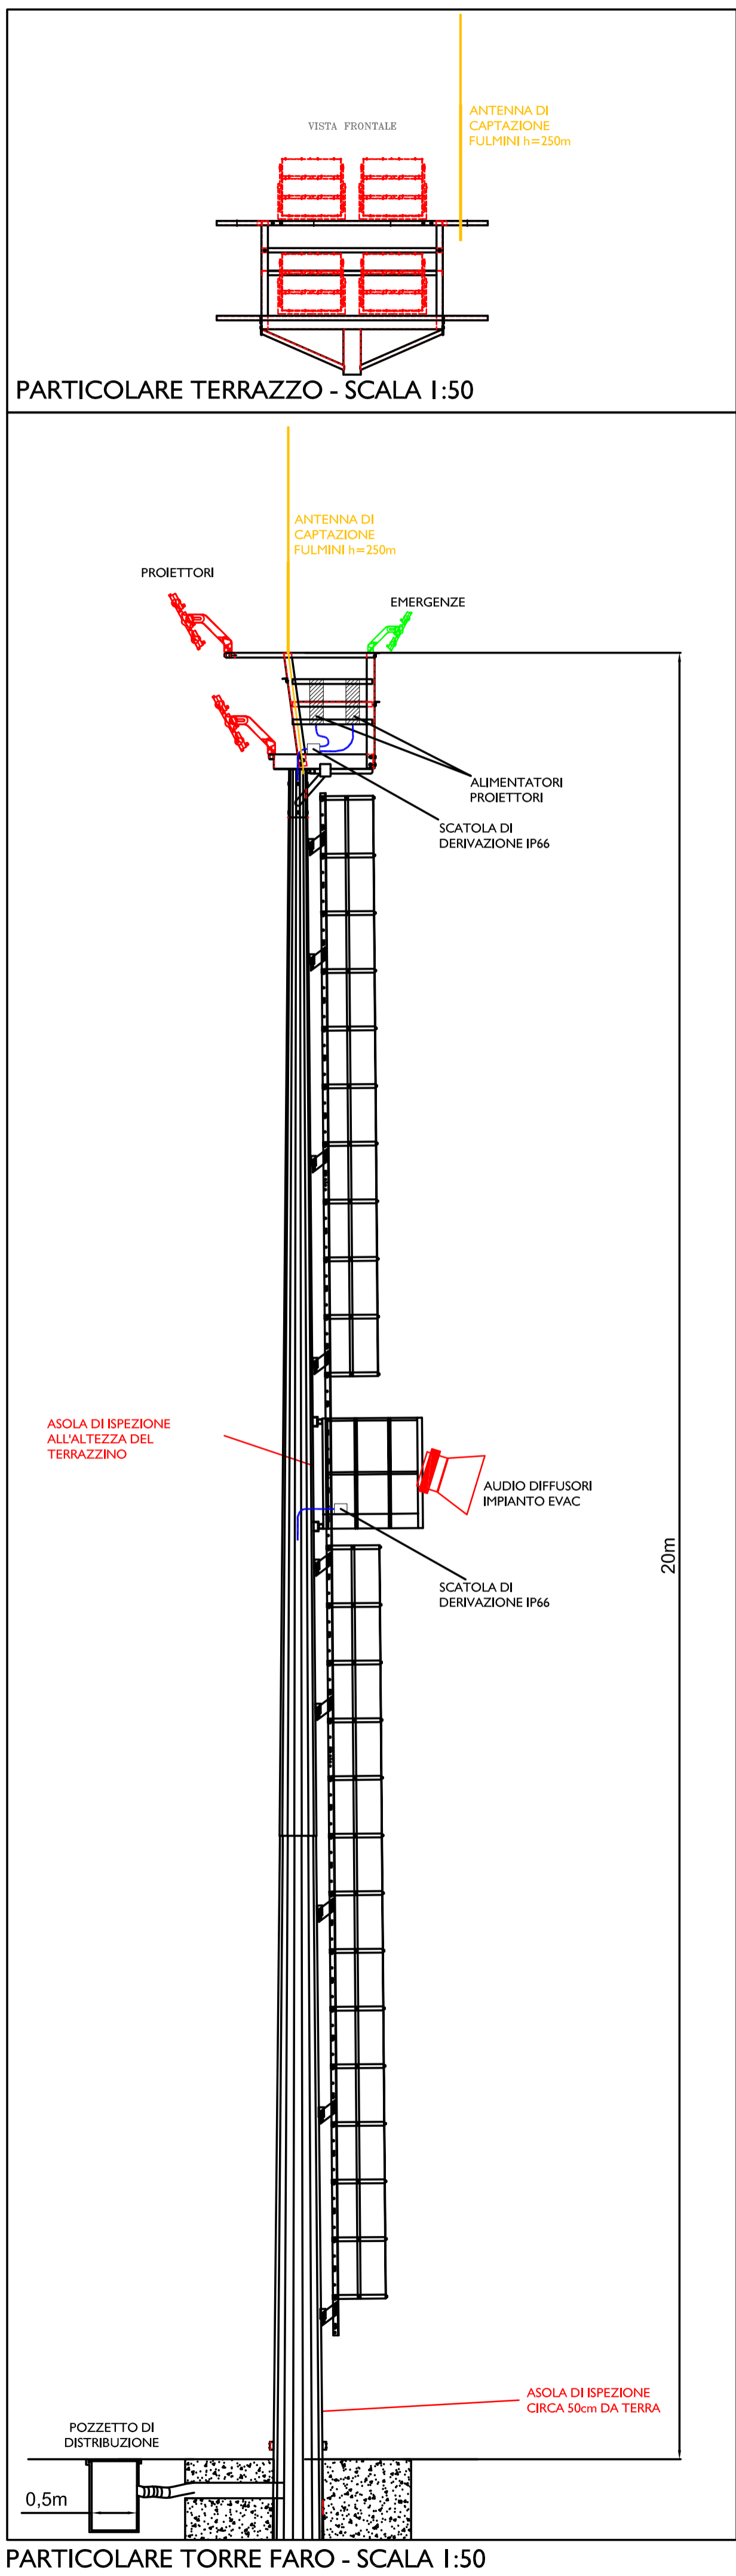 VISTA FRONTALE
ANTENNA DI
CAPTAZIONE
FULMINI h=250m
PARTICOLARE TERRAZZO - SCALA 1:50
ANTENNA DI
CAPTAZIONE
FULMINI h=250m
PROIETTORI
EMERGENZE
ALIMENTATORI
PROIETTORI
SCATOLA DI
DERIVAZIONE IP66
ASOLA DI ISPEZIONE
ALL'ALTEZZA DEL
TERRAZZINO
AUDIO DIFFUSORI
IMPIANTO EVAC
20m
SCATOLA DI
DERIVAZIONE IP66
ASOLA DI ISPEZIONE
CIRCA 50cm DA TERRA
POZZETTO DI
DISTRIBUZIONE
0,5m
PARTICOLARE TORRE FARO - SCALA 1:50